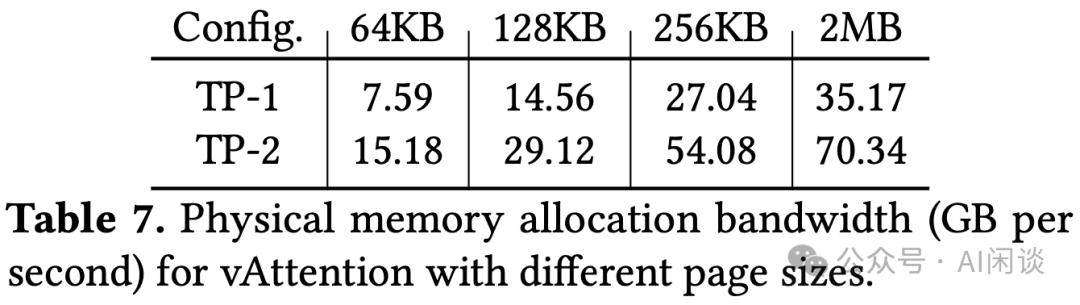 Config. 64KB 128KB 256KB 2MB
TP-1 7.59 14.56 27.04 35.17
TP-2 15.18 29.12 54.08 70.34
Table 7. Physical memory allocation bandwidth (GB per
second) for vAttention with different page sizes.
公众号 · AI闲谈